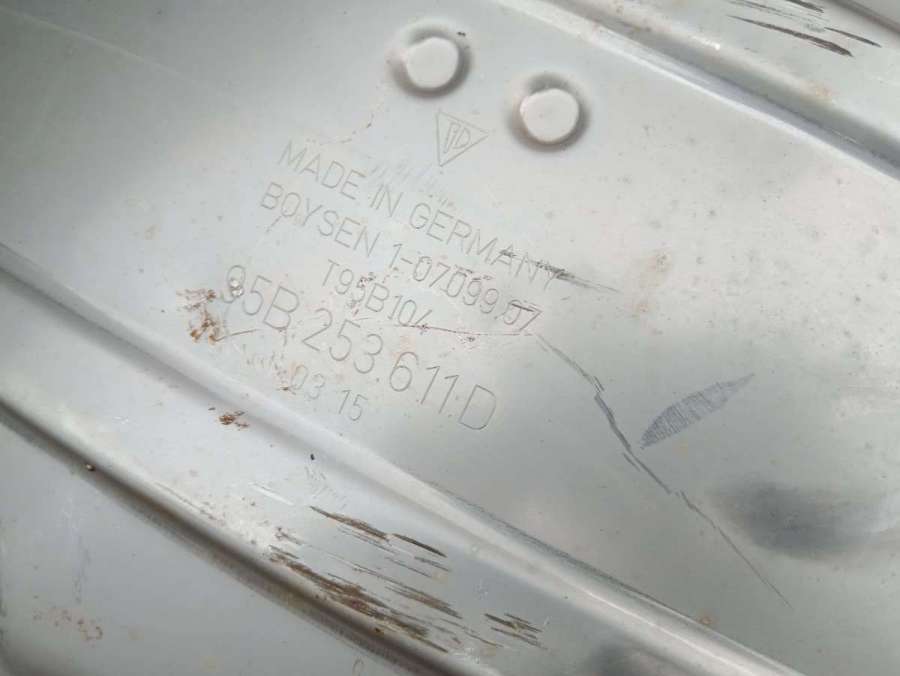 MADE IN GERMANY
BOYSEN 1-07099.07
T95B104
95B.253.611.D
03 15